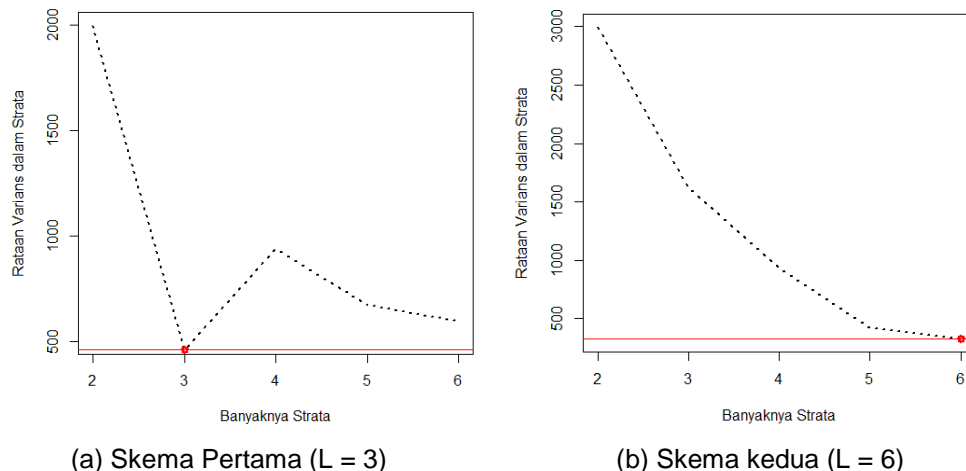 Rataan Varians dalam Strata
2000
1500
1000
500
2 3 4 5 6
Banyaknya Strata
(a) Skema Pertama (L = 3)
Rataan Varians dalam Strata
3000
2500
2000
1500
1000
500
2 3 4 5 6
Banyaknya Strata
(b) Skema kedua (L = 6)